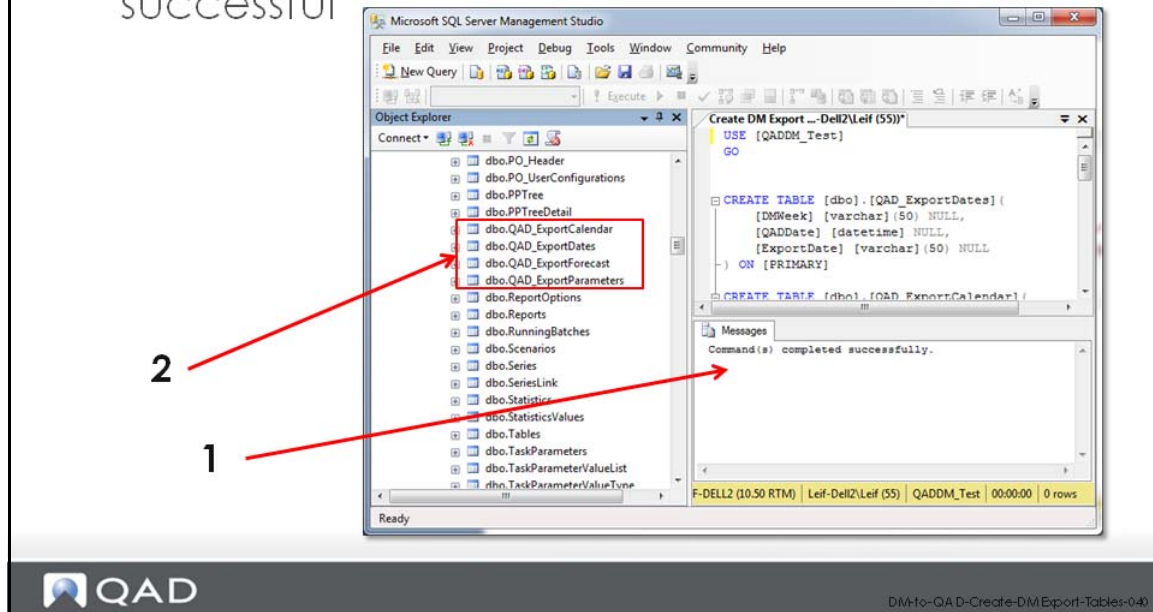 successful
Microsoft SQL Server Management Studio
File Edit View Project Debug Tools Window Community Help
New Query
Execute
Object Explorer
Connect
dbo.PO_Header
dbo.PO_UserConfigurations
dbo.PPTree
dbo.PPTreeDetail
dbo.QAD_ExportCalendar
dbo.QAD_ExportDates
dbo.QAD_ExportForecast
dbo.QAD_ExportParameters
dbo.ReportOptions
dbo.Reports
dbo.RunningBatches
dbo.Scenarios
dbo.Series
dbo.SeriesLink
dbo.Statistics
dbo.StatisticsValues
dbo.Tables
dbo.TaskParameters
dbo.TaskParameterValueList
dbo.TaskParameterValueType
Create DM Export ...-Dell2\Leif (55))*
USE [QADDM_Test]
GO
CREATE TABLE [dbo].[QAD_ExportDates](
[DMWeek] [varchar](50) NULL,
[QADDate] [datetime] NULL,
[ExportDate] [varchar](50) NULL
) ON [PRIMARY]
CREATE TABLE [dbo].[QAD_ExportCalendar](
Messages
Command(s) completed successfully.
F-DELL2 (10.50 RTM) Leif-Dell2\Leif (55) QADDM_Test 00:00:00 0 rows
Ready
2
1
QAD
DM-to-QAD-Create-DM Export-Tables-040